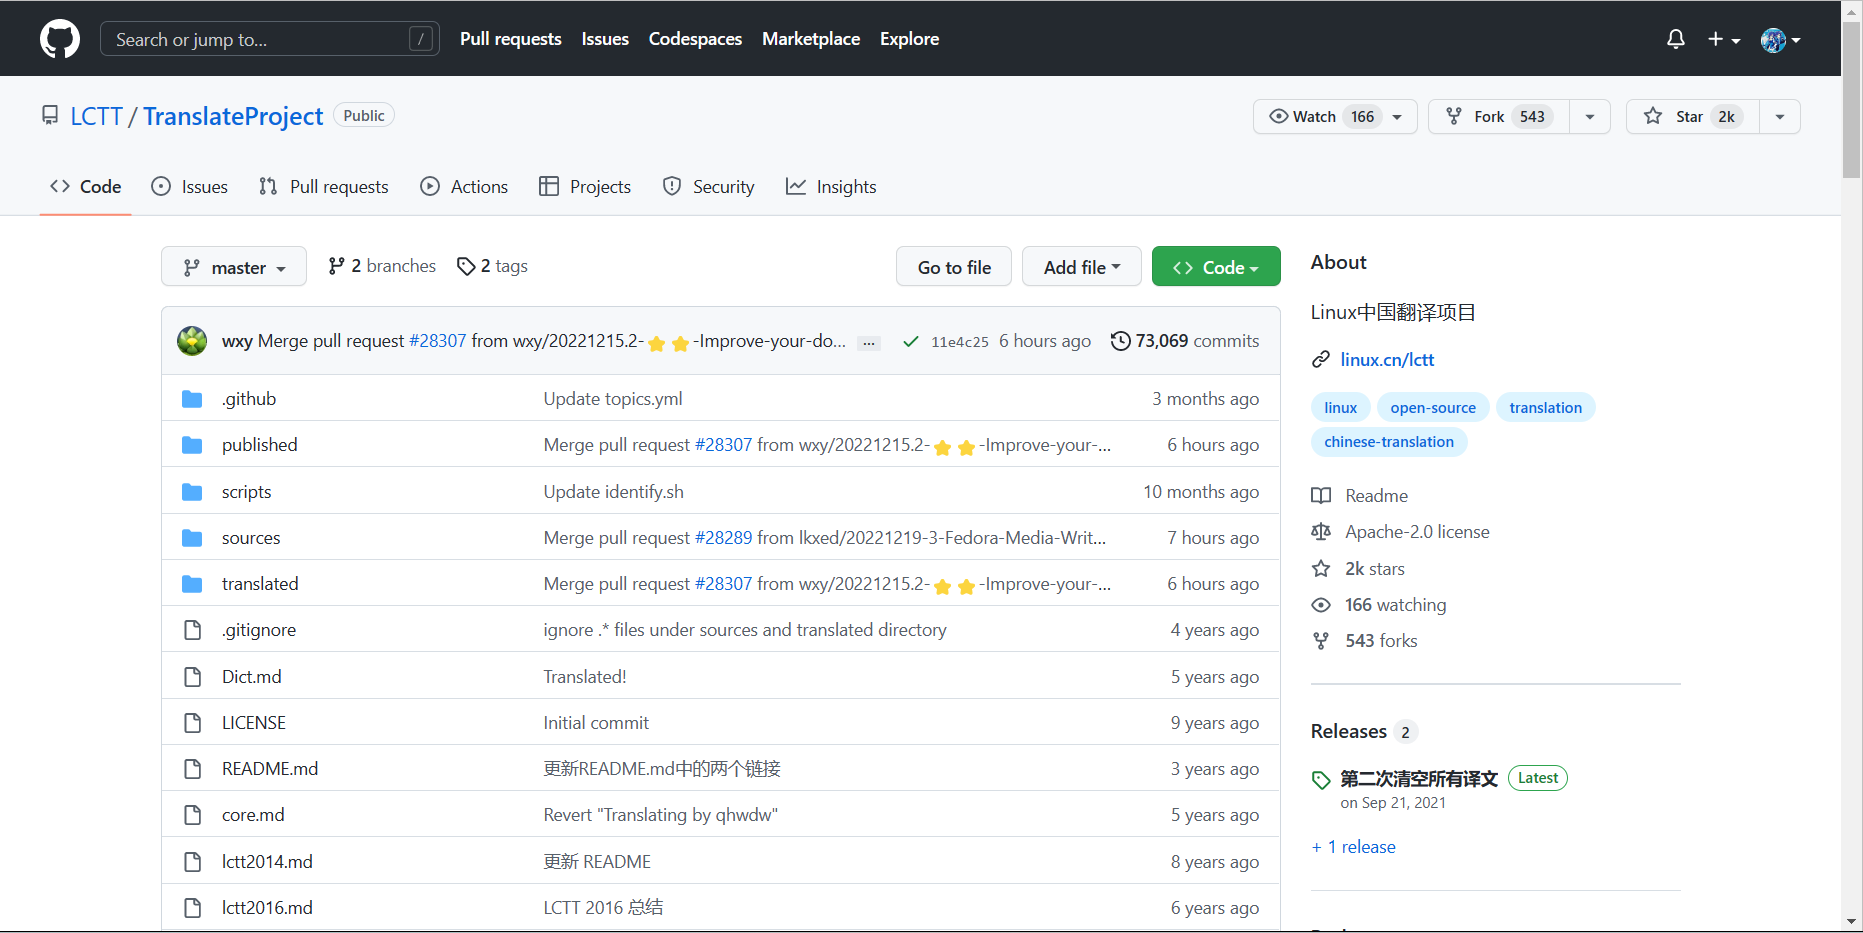 Search or jump to... /
Pull requests Issues Codespaces Marketplace Explore
LCTT / TranslateProject Public
Watch 166 Fork 543 Star 2k
Code Issues Pull requests Actions Projects Security Insights
master 2 branches 2 tags Go to file Add file Code
wxy Merge pull request #28307 from wxy/20221215.2-⭐⭐-Improve-your-do... ... 11e4c25 6 hours ago 73,069 commits
.github Update topics.yml 3 months ago
published Merge pull request #28307 from wxy/20221215.2-⭐⭐-Improve-your-... 6 hours ago
scripts Update identify.sh 10 months ago
sources Merge pull request #28289 from lkxed/20221219-3-Fedora-Media-Writ... 7 hours ago
translated Merge pull request #28307 from wxy/20221215.2-⭐⭐-Improve-your-... 6 hours ago
.gitignore ignore .* files under sources and translated directory 4 years ago
Dict.md Translated! 5 years ago
LICENSE Initial commit 9 years ago
README.md 更新README.md中的两个链接 3 years ago
core.md Revert "Translating by qhwdw" 5 years ago
lctt2014.md 更新 README 8 years ago
lctt2016.md LCTT 2016 总结 6 years ago
About
Linux中国翻译项目
linux.cn/lctt
linux open-source translation
chinese-translation
Readme
Apache-2.0 license
2k stars
166 watching
543 forks
Releases 2
第二次清空所有译文 Latest
on Sep 21, 2021
+ 1 release